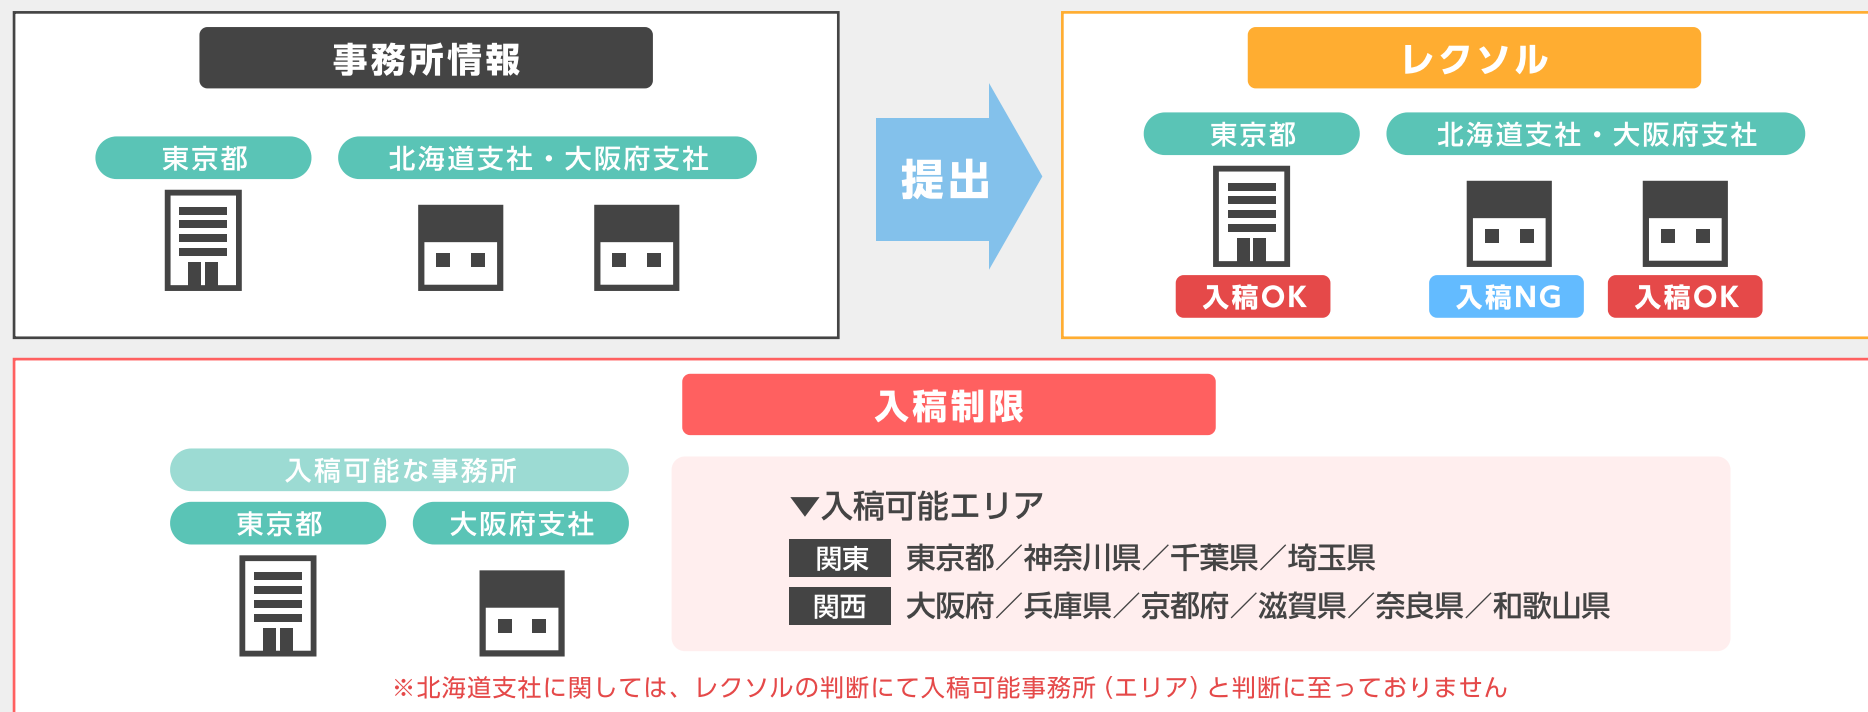 事務所情報
東京都
北海道支社・大阪府支社
提出
レクソル
東京都
北海道支社・大阪府支社
入稿OK
入稿NG
入稿OK
入稿制限
入稿可能な事務所
東京都
大阪府支社
▼入稿可能エリア
関東 東京都／神奈川県／千葉県／埼玉県
関西 大阪府／兵庫県／京都府／滋賀県／奈良県／和歌山県
※北海道支社に関しては、レクソルの判断にて入稿可能事務所（エリア）と判断に至っておりません